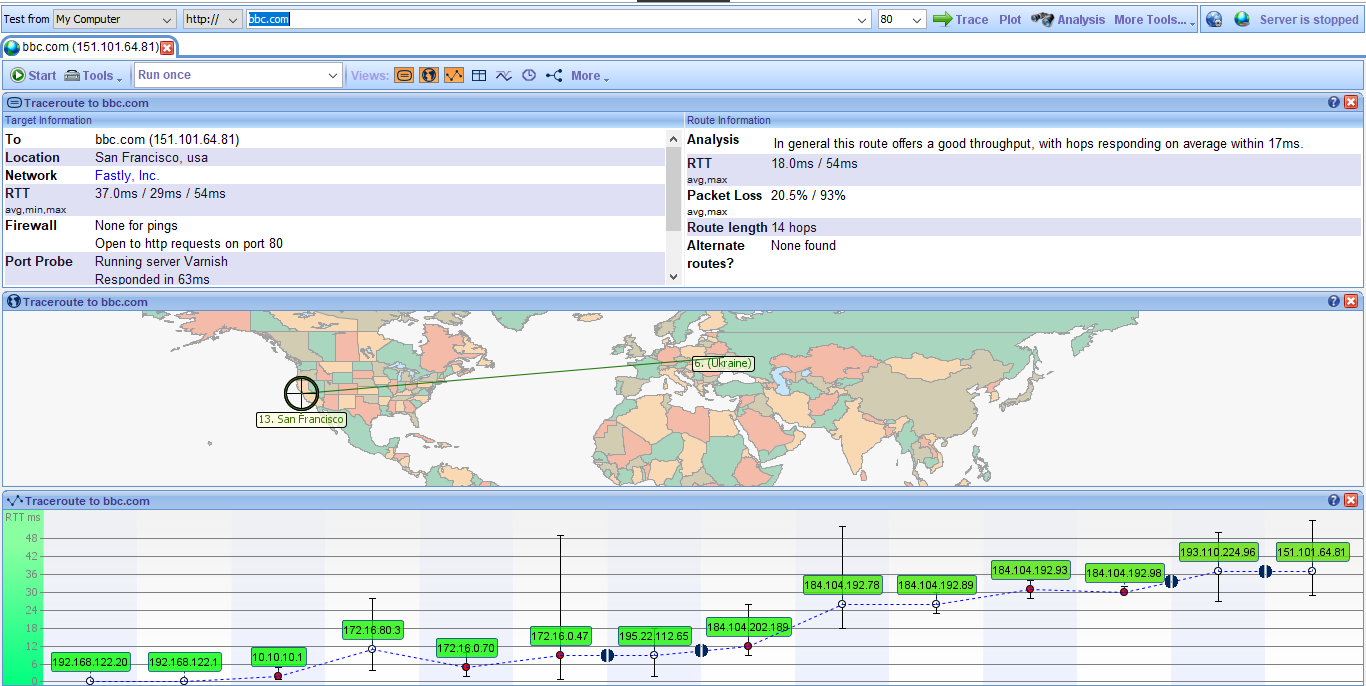 Test from My Computer http:// bbc.com 80 Trace Plot Analysis More Tools... Server is stopped
bbc.com (151.101.64.81)
Start Tools Run once Views: More
Traceroute to bbc.com
Target Information
To bbc.com (151.101.64.81)
Location San Francisco, usa
Network Fastly, Inc.
RTT 37.0ms / 29ms / 54ms
avg,min,max
Firewall None for pings
Open to http requests on port 80
Port Probe Running server Varnish
Responded in 63ms
Route Information
Analysis In general this route offers a good throughput, with hops responding on average within 17ms.
RTT 18.0ms / 54ms
avg,max
Packet Loss 20.5% / 93%
avg,max
Route length 14 hops
Alternate None found
routes?
Traceroute to bbc.com
6. (Ukraine)
13. San Francisco
Traceroute to bbc.com
RTT ms
48
42
36
30
24
18
12
6
0
192.168.122.20
192.168.122.1
10.10.10.1
172.16.80.3
172.16.0.70
172.16.0.47
195.22.112.65
184.104.202.189
184.104.192.78
184.104.192.89
184.104.192.93
184.104.192.98
193.110.224.96
151.101.64.81